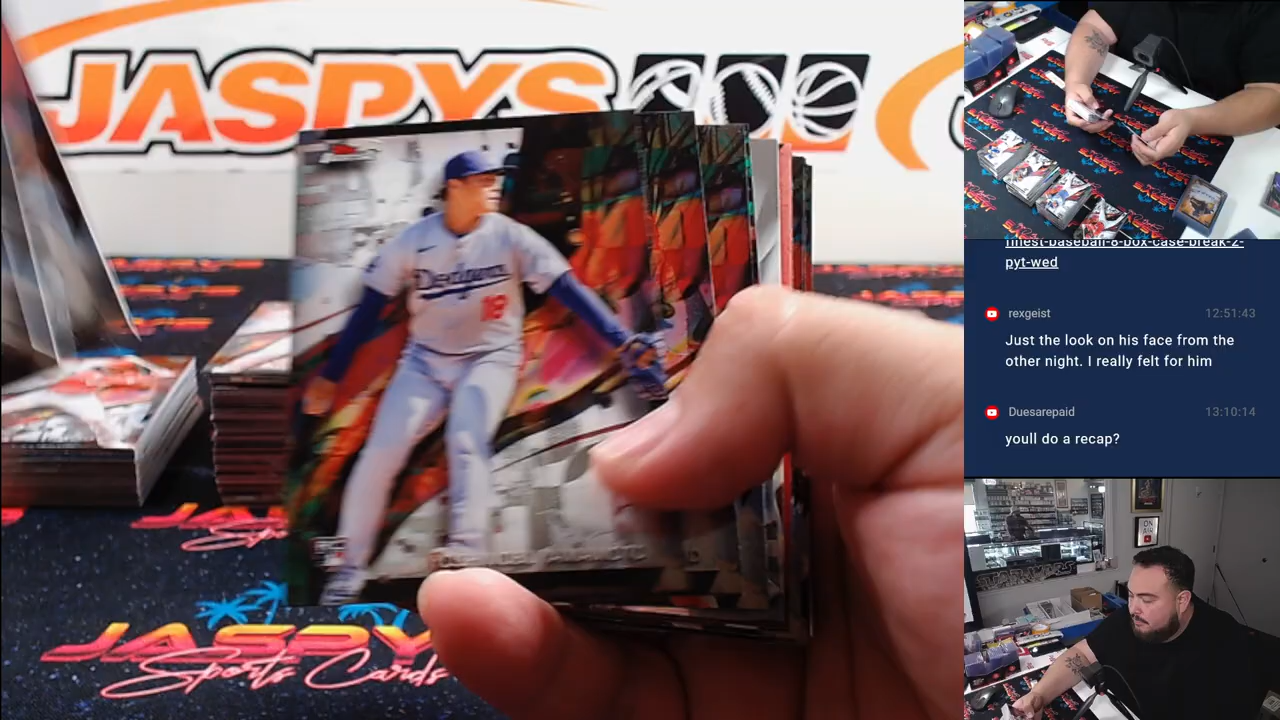 JASPYS
Dodgers
18
JASPYS
Sports Cards
finest-baseball-8-box-case-break-2-
pyt-wed
rexgeist 12:51:43
Just the look on his face from the
other night. I really felt for him
Duesarepaid 13:10:14
youll do a recap?
ON
AIR